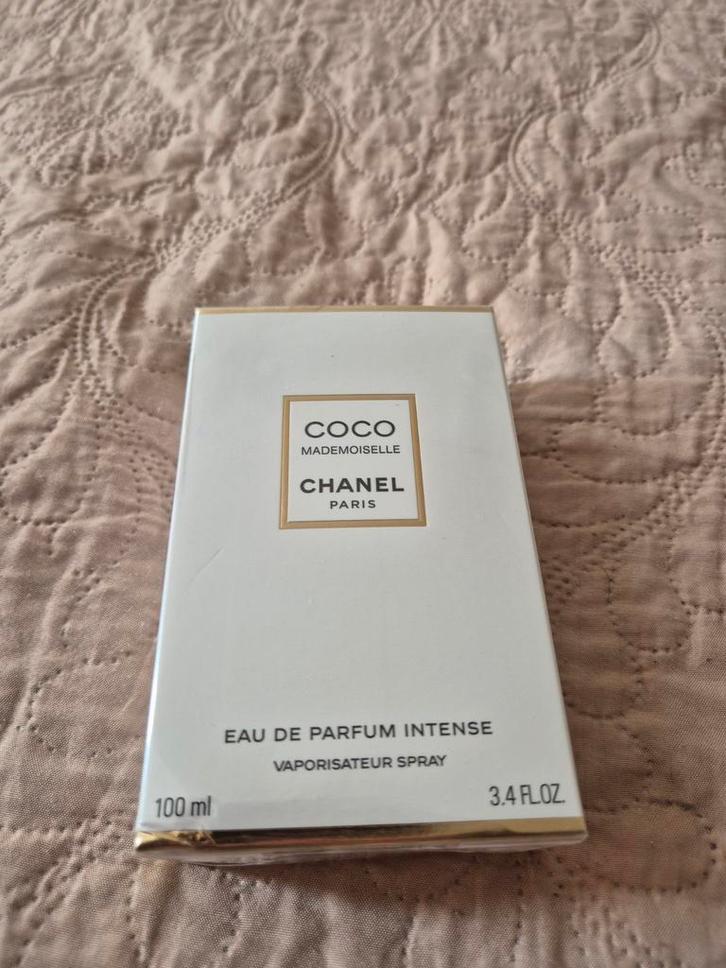 COCO
MADEMOISELLE
CHANEL
PARIS
EAU DE PARFUM INTENSE
VAPORISATEUR SPRAY
100 ml 3.4 FL.OZ.